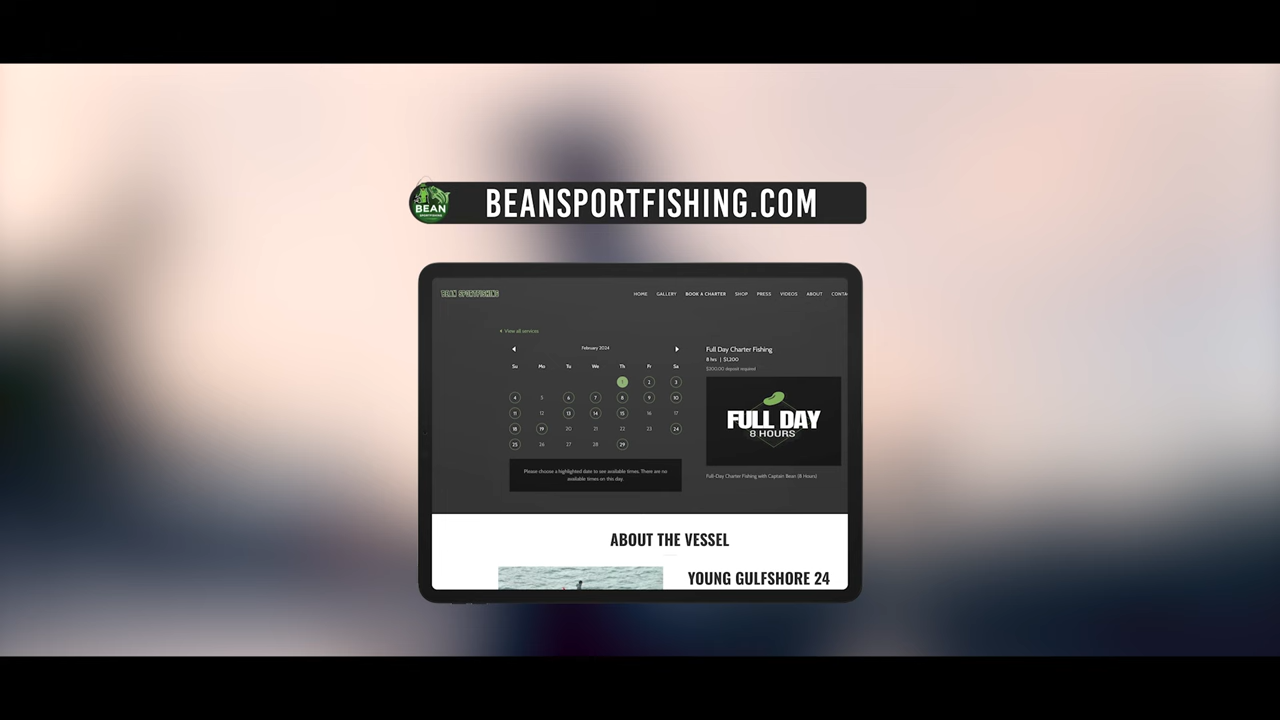 BEAN
SPORTFISHING
BEANSPORTFISHING.COM
BEAN SPORTFISHING
HOME GALLERY BOOK A CHARTER SHOP PRESS VIDEOS ABOUT CONTA
View all services
February 2024
Su Mo Tu We Th Fr Sa
1 2 3
4 5 6 7 8 9 10
11 12 13 14 15 16 17
18 19 20 21 22 23 24
25 26 27 28 29
Please choose a highlighted date to see available times. There are no
available times on this day.
Full Day Charter Fishing
8 hrs | $1,200
$300.00 deposit required
FULL DAY
8 HOURS
Full-Day Charter Fishing with Captain Bean (8 Hours)
ABOUT THE VESSEL
YOUNG GULFSHORE 24